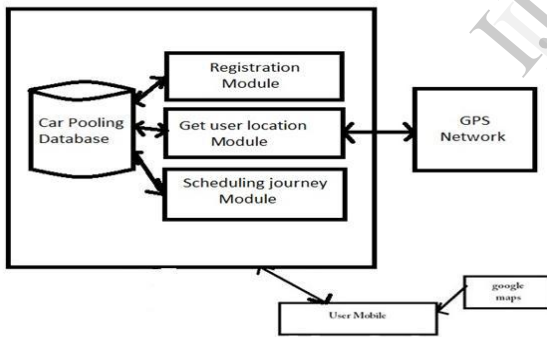 Registration
Module
Car Pooling
Database
Get user location
Module
Scheduling journey
Module
GPS
Network
User Mobile
google
maps